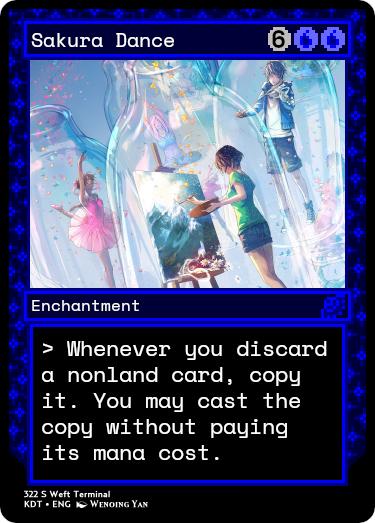 Sakura Dance 6
Enchantment
> Whenever you discard
a nonland card, copy
it. You may cast the
copy without paying
its mana cost.
322 S Weft Terminal
KDT • ENG Wenqing Yan